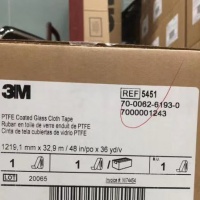 3M
REF 5451
70-0062-6193-0
7000001243
PTFE Coated Glass Cloth Tape
Ruban en toile de verre enduit de PTFE
Cinta de tela cubiertas de vidrio PTFE
1219,1 mm x 32,9 m / 48 in/po x 36 yd/v
1 1 / 1 1
LOT 20065